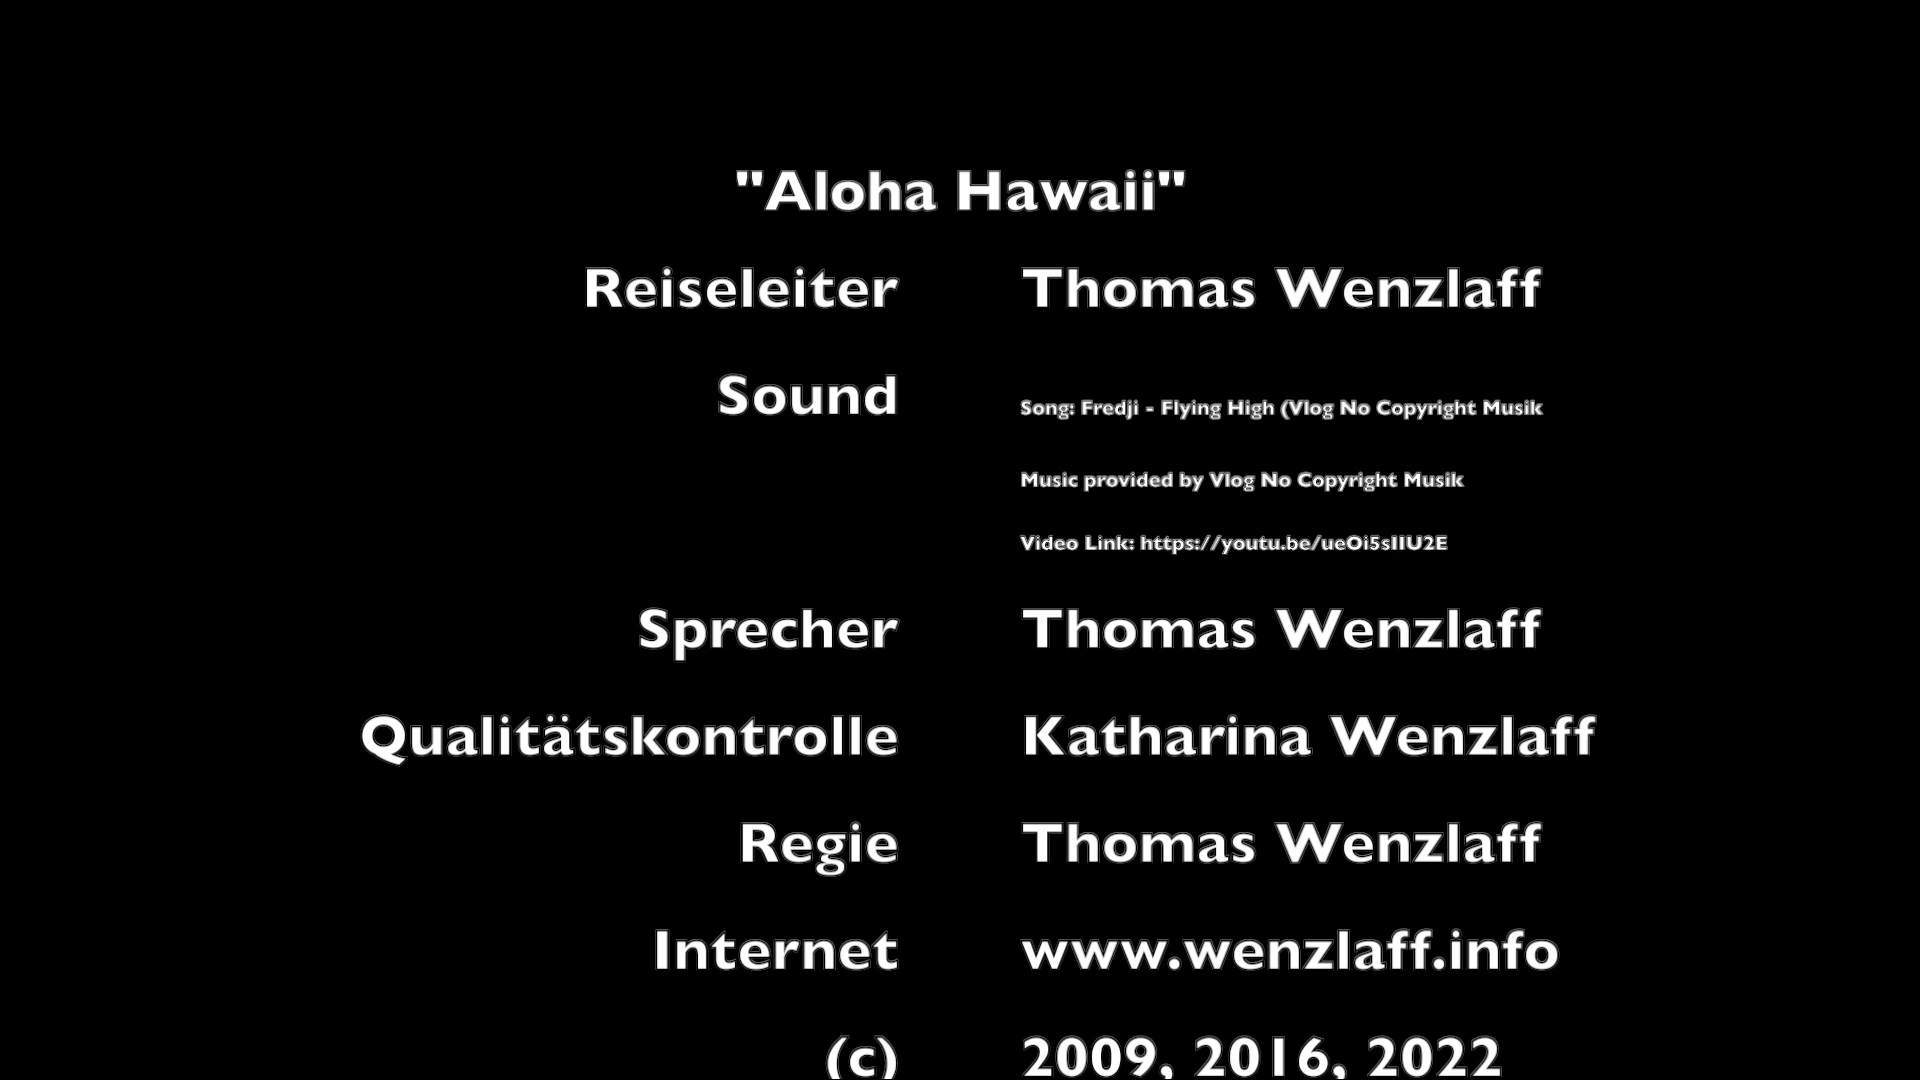 "Aloha Hawaii"
Reiseleiter Thomas Wenzlaff
Sound Song: Fredji - Flying High (Vlog No Copyright Musik
Music provided by Vlog No Copyright Musik
Video Link: https://youtu.be/ueOi5sIIU2E
Sprecher Thomas Wenzlaff
Qualitätskontrolle Katharina Wenzlaff
Regie Thomas Wenzlaff
Internet www.wenzlaff.info
(c) 2009, 2016, 2022